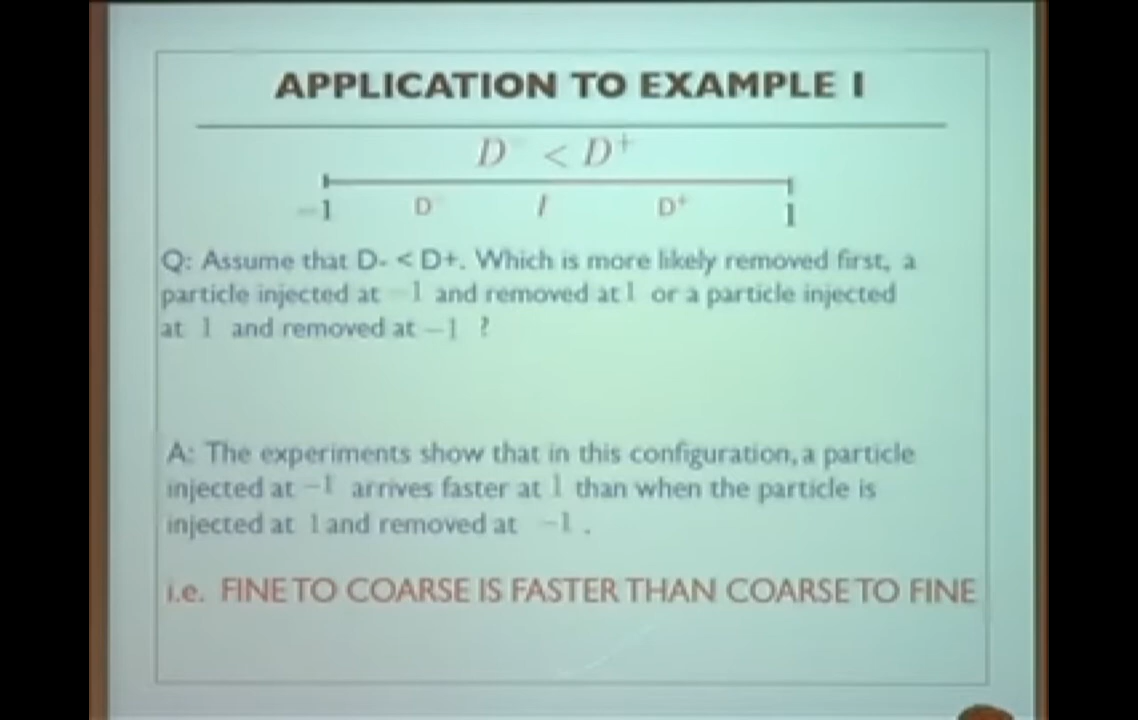 APPLICATION TO EXAMPLE I
D⁻ < D⁺
−1 D⁻ I D⁺ 1
Q: Assume that D- < D+. Which is more likely removed first, a
particle injected at −1 and removed at 1 or a particle injected
at 1 and removed at −1 ?
A: The experiments show that in this configuration, a particle
injected at −1 arrives faster at 1 than when the particle is
injected at 1 and removed at −1 .
i.e. FINE TO COARSE IS FASTER THAN COARSE TO FINE